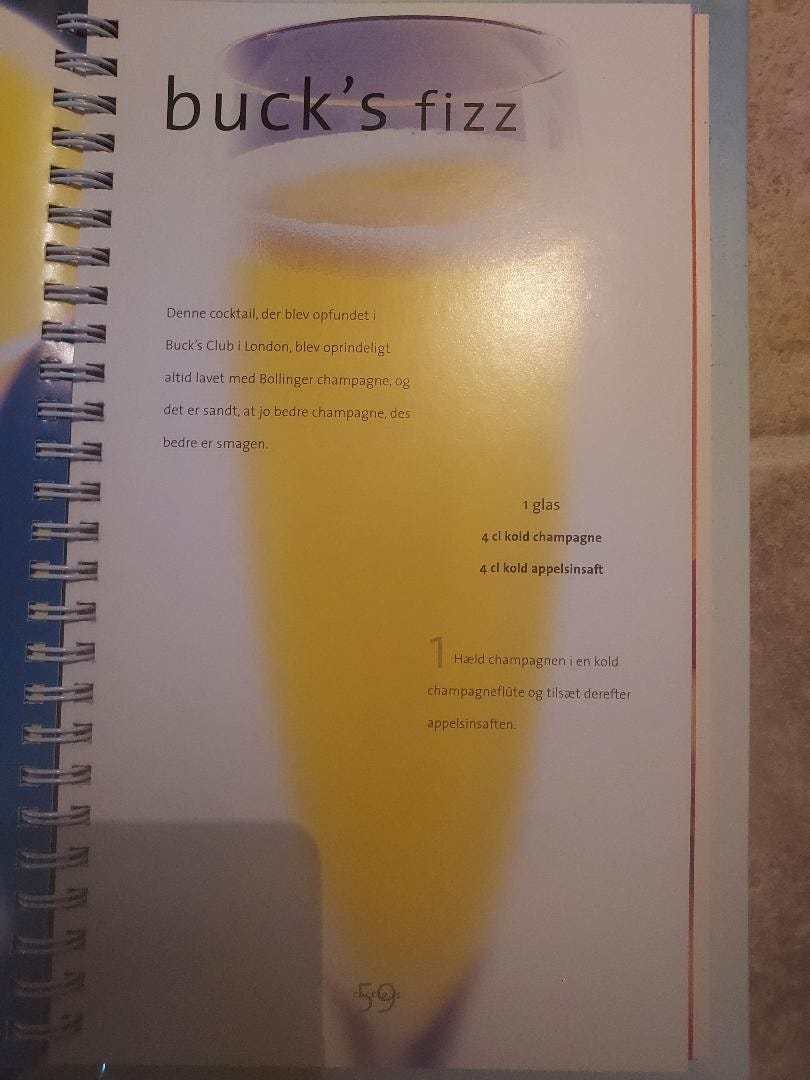 buck's fizz
Denne cocktail, der blev opfundet i
Buck's Club i London, blev oprindeligt
altid lavet med Bollinger champagne, og
det er sandt, at jo bedre champagne, des
bedre er smagen.
1 glas
4 cl kold champagne
4 cl kold appelsinsaft
1 Hæld champagnen i en kold
champagneflûte og tilsæt derefter
appelsinsaften.
59